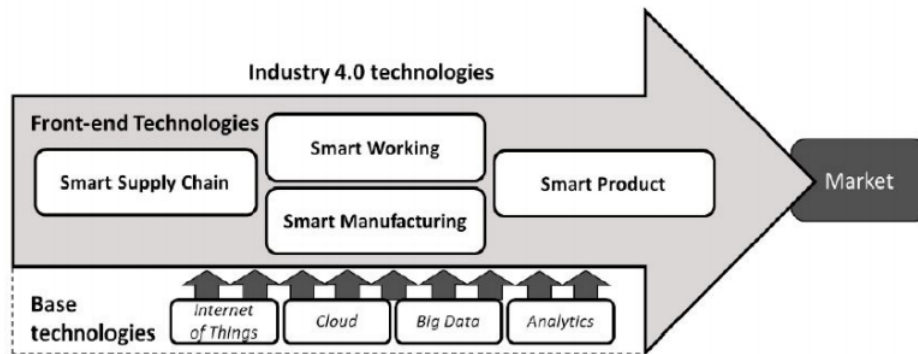 Industry 4.0 technologies
Front-end Technologies
Smart Supply Chain
Smart Working
Smart Manufacturing
Smart Product
Market
Base
technologies
Internet
of Things
Cloud
Big Data
Analytics